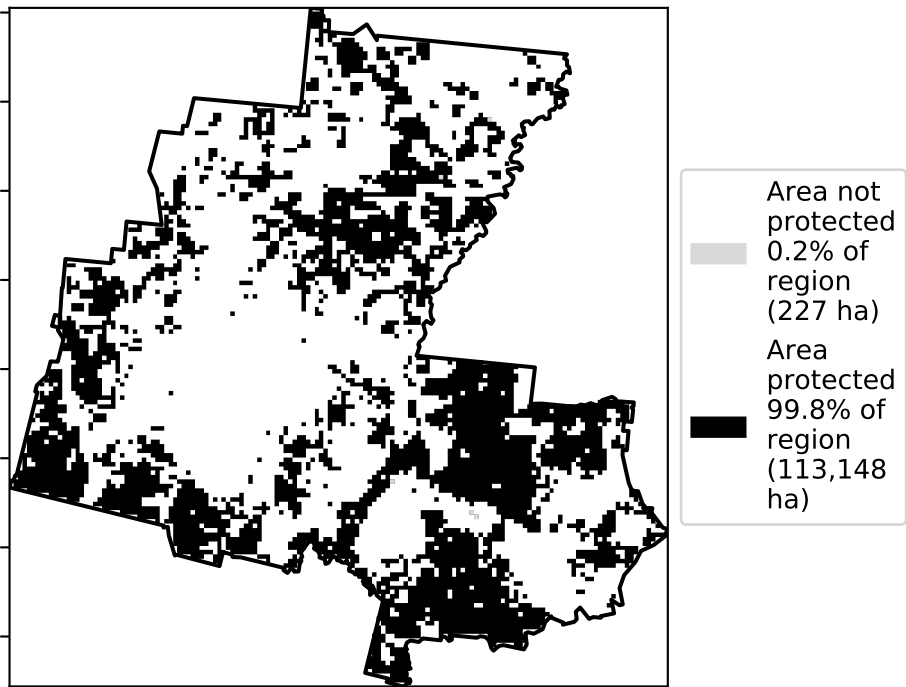 Area not
protected
0.2% of
region
(227 ha)
Area
protected
99.8% of
region
(113,148
ha)